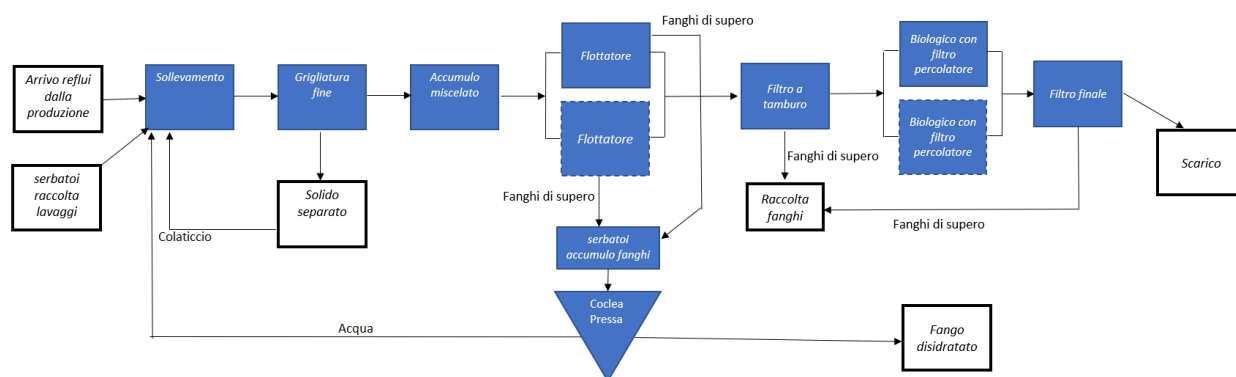 Fanghi di supero
Arrivo reflui
dalla
produzione
Sollevamento
Grigliatura
fine
Accumulo
miscelato
Flottatore
Flottatore
Filtro a
tamburo
Biologico con
filtro
percolatore
Biologico con
filtro
percolatore
Filtro finale
Scarico
serbatoi
raccolta
lavaggi
Colaticcio
Solido
separato
Fanghi di supero
Fanghi di supero
Raccolta
fanghi
Fanghi di supero
serbatoi
accumulo fanghi
Coclea
Pressa
Acqua
Fango
disidratato